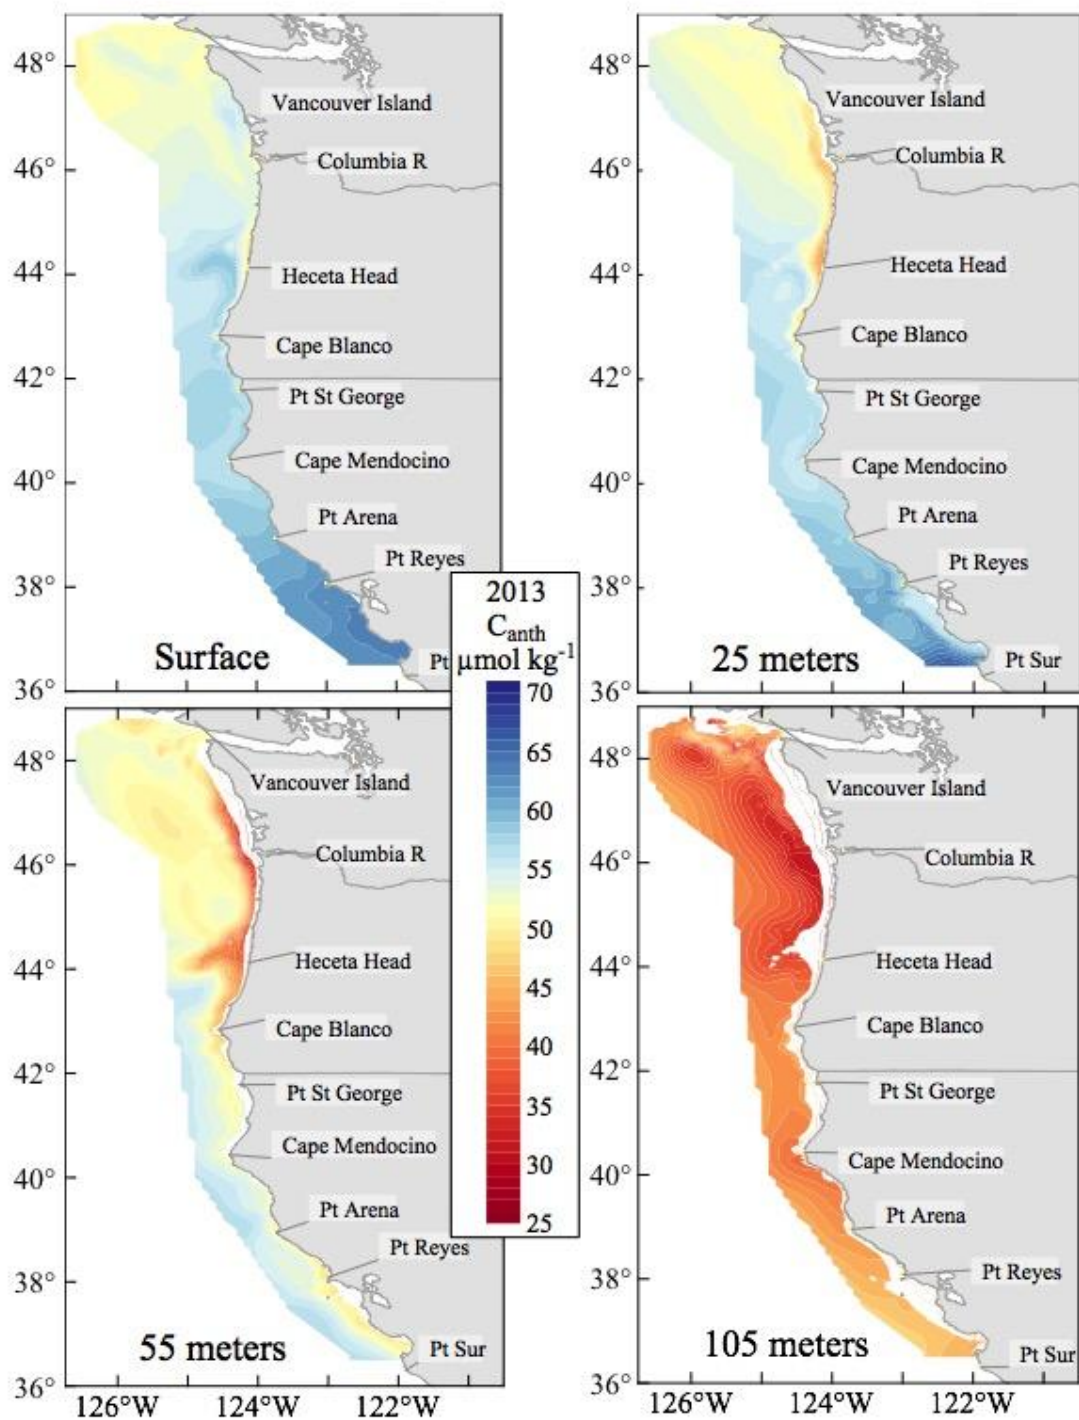 48°
46°
44°
42°
40°
38°
36°
Vancouver Island
Columbia R
Heceta Head
Cape Blanco
Pt St George
Cape Mendocino
Pt Arena
Pt Reyes
Pt
Surface
48°
46°
44°
42°
40°
38°
36°
Vancouver Island
Columbia R
Heceta Head
Cape Blanco
Pt St George
Cape Mendocino
Pt Arena
Pt Reyes
Pt Sur
25 meters
2013
C_anth
µmol kg⁻¹
70
65
60
55
50
45
40
35
30
25
48°
46°
44°
42°
40°
38°
36°
Vancouver Island
Columbia R
Heceta Head
Cape Blanco
Pt St George
Cape Mendocino
Pt Arena
Pt Reyes
Pt Sur
55 meters
126°W 124°W 122°W
48°
46°
44°
42°
40°
38°
36°
Vancouver Island
Columbia R
Heceta Head
Cape Blanco
Pt St George
Cape Mendocino
Pt Arena
Pt Reyes
Pt Sur
105 meters
126°W 124°W 122°W